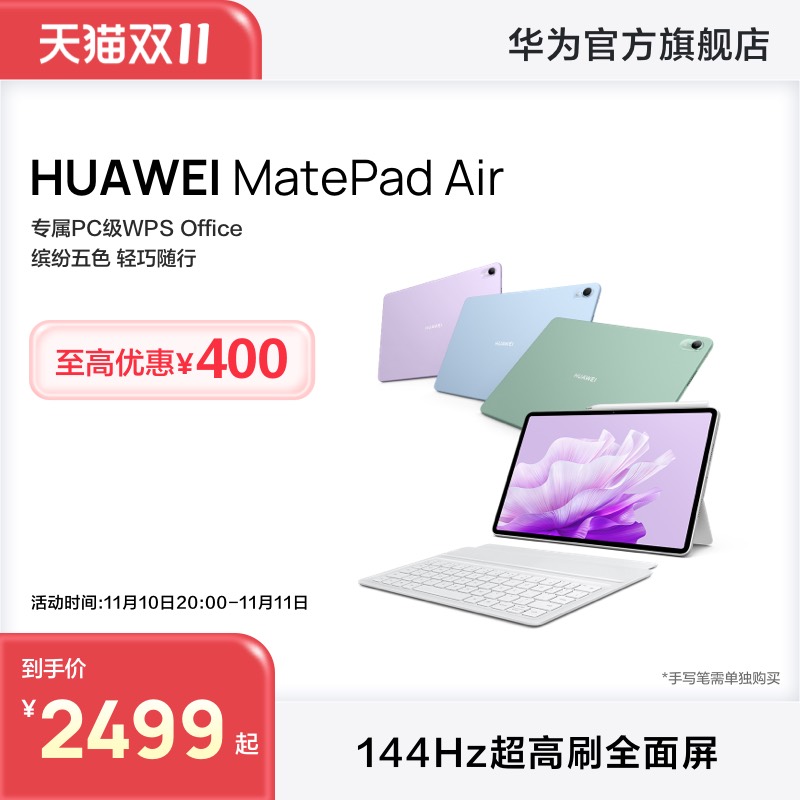 天猫双11
华为官方旗舰店
HUAWEI MatePad Air
专属PC级WPS Office
缤纷五色 轻巧随行
至高优惠¥400
HUAWEI
HUAWEI
HUAWEI
活动时间:11月10日20:00-11月11日
到手价
¥2499起
*手写笔需单独购买
144Hz超高刷全面屏